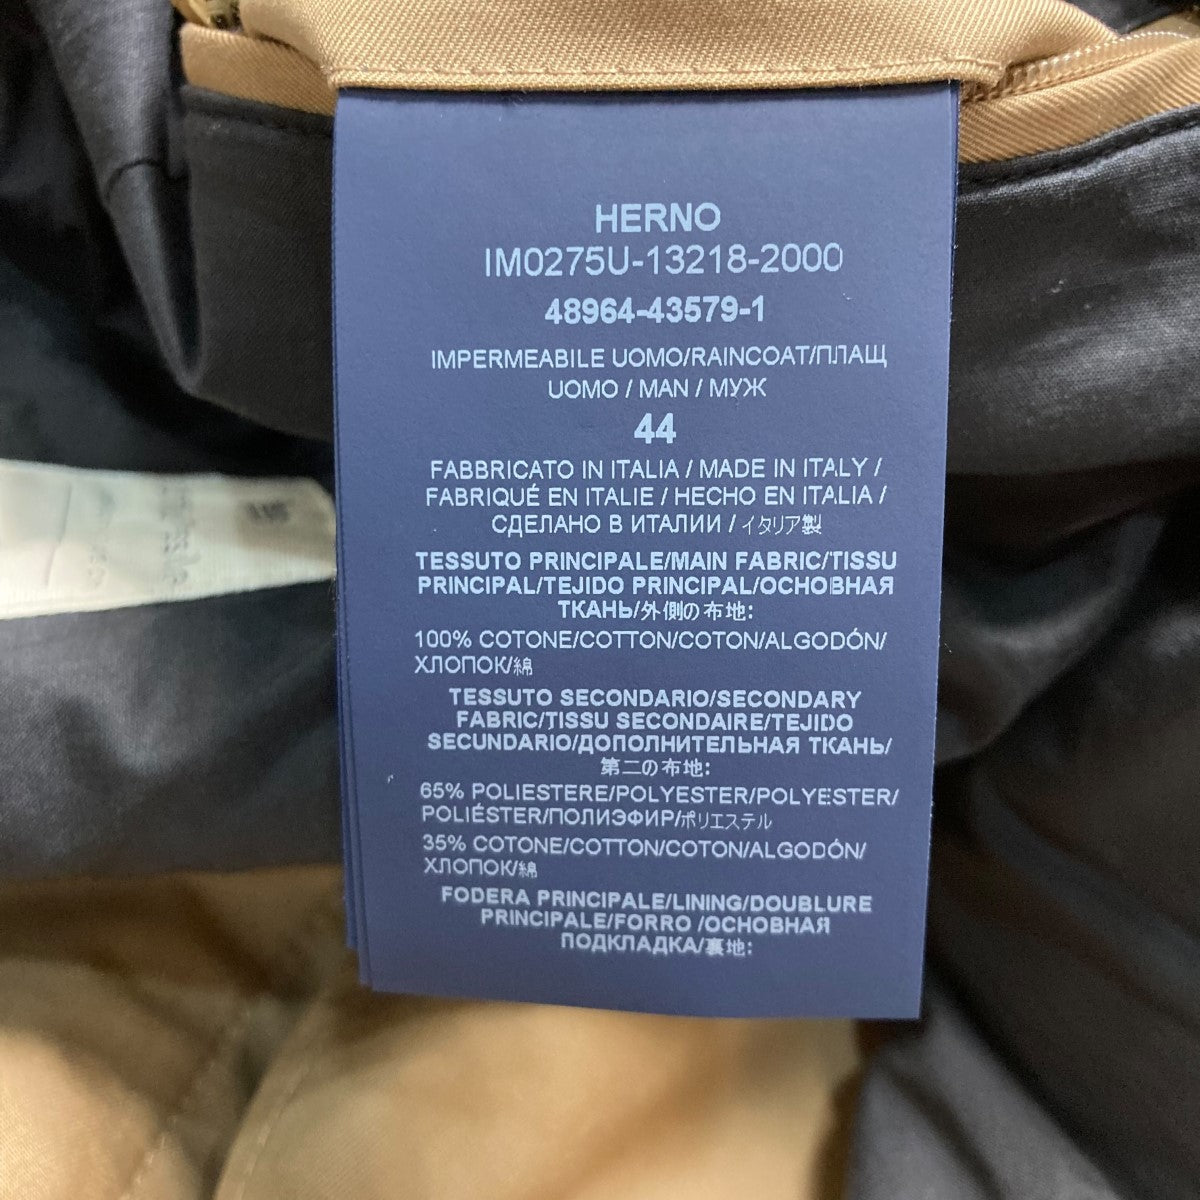 HERNO
IM0275U-13218-2000
48964-43579-1
IMPERMEABILE UOMO/RAINCOAT/ПЛАЩ
UOMO / MAN / МУЖ
44
FABBRICATO IN ITALIA / MADE IN ITALY /
FABRIQUÉ EN ITALIE / HECHO EN ITALIA /
СДЕЛАНО В ИТАЛИИ / イタリア製
TESSUTO PRINCIPALE/MAIN FABRIC/TISSU
PRINCIPAL/TEJIDO PRINCIPAL/ОСНОВНАЯ
ТКАНЬ/外側の布地:
100% COTONE/COTTON/COTON/ALGODÓN/
ХЛОПОК/綿
TESSUTO SECONDARIO/SECONDARY
FABRIC/TISSU SECONDAIRE/TEJIDO
SECUNDARIO/ДОПОЛНИТЕЛЬНАЯ ТКАНЬ/
第二の布地:
65% POLIESTERE/POLYESTER/POLYESTER/
POLIÉSTER/ПОЛИЭФИР/ポリエステル
35% COTONE/COTTON/COTON/ALGODÓN/
ХЛОПОК/綿
FODERA PRINCIPALE/LINING/DOUBLURE
PRINCIPALE/FORRO /ОСНОВНАЯ
ПОДКЛАДКА/裏地: